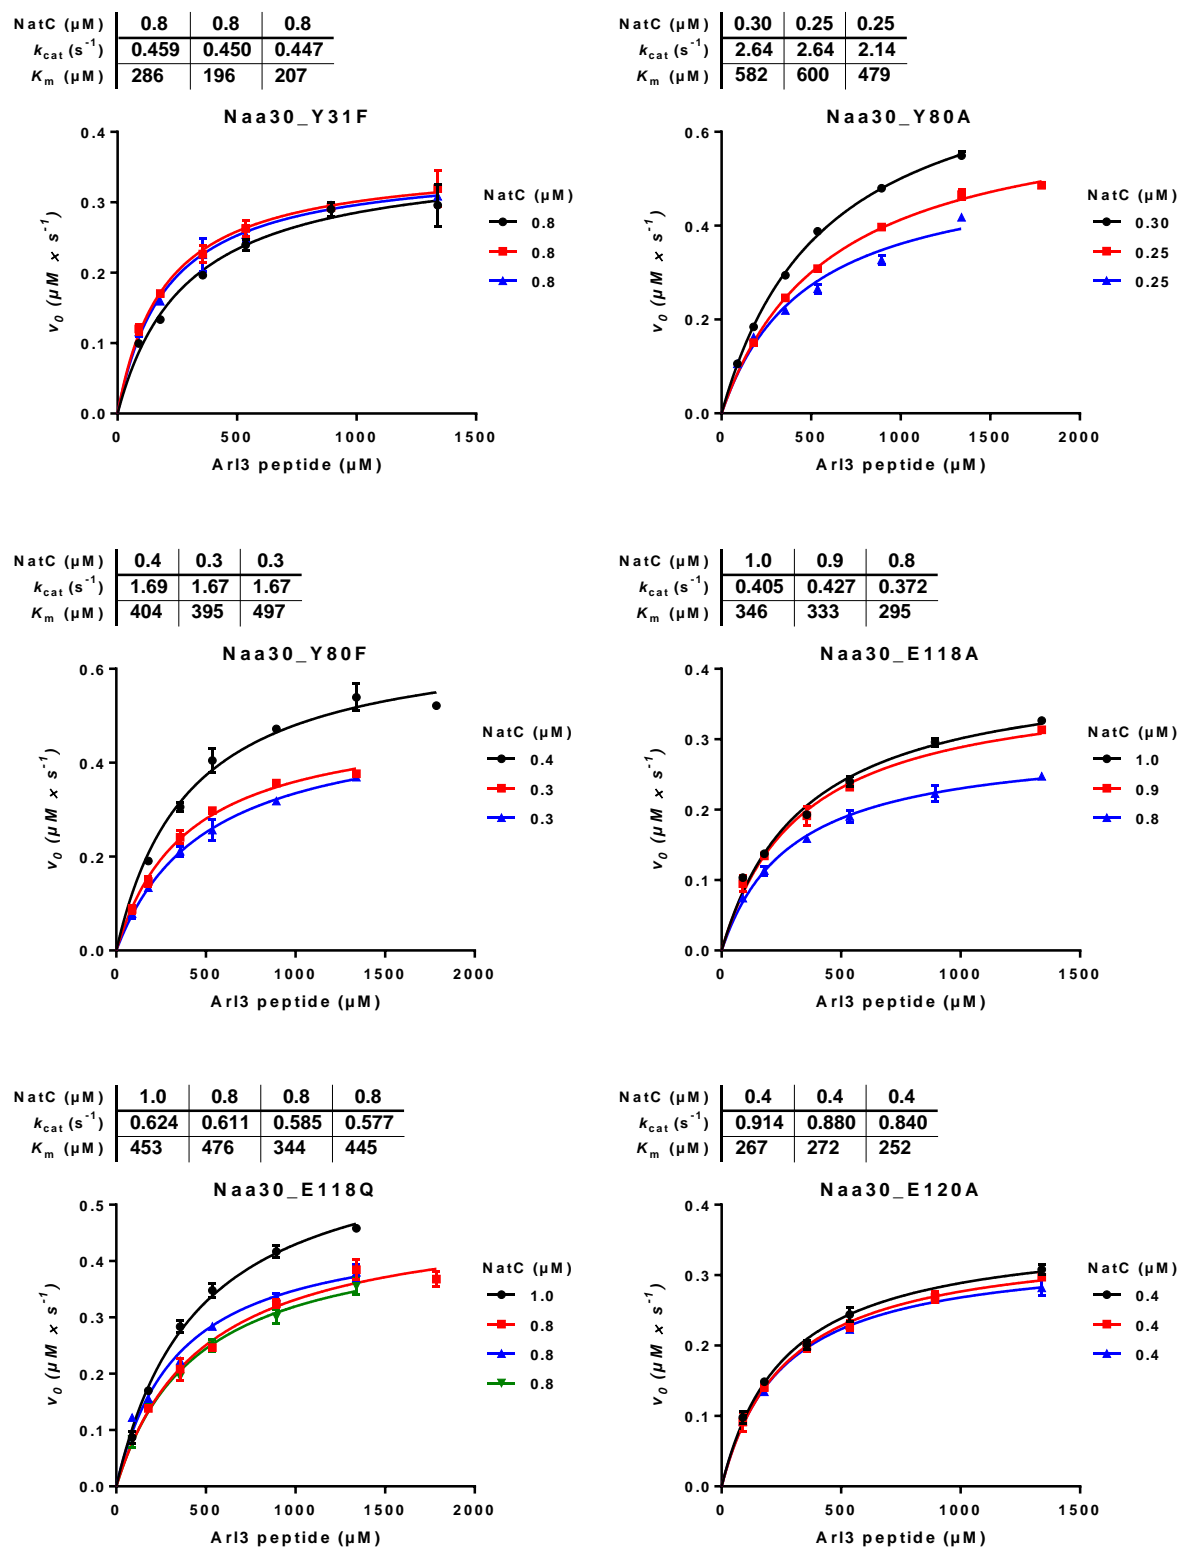 NatC (µM) 0.8 0.8 0.8
kcat (s-1) 0.459 0.450 0.447
Km (µM) 286 196 207
Naa30_Y31F
v0 (µM × s-1)
0.4
0.3
0.2
0.1
0.0
0 500 1000 1500
Arl3 peptide (µM)
NatC (µM)
0.8
0.8
0.8
NatC (µM) 0.30 0.25 0.25
kcat (s-1) 2.64 2.64 2.14
Km (µM) 582 600 479
Naa30_Y80A
v0 (µM × s-1)
0.6
0.4
0.2
0.0
0 500 1000 1500 2000
Arl3 peptide (µM)
NatC (µM)
0.30
0.25
0.25
NatC (µM) 0.4 0.3 0.3
kcat (s-1) 1.69 1.67 1.67
Km (µM) 404 395 497
Naa30_Y80F
v0 (µM × s-1)
0.6
0.4
0.2
0.0
0 500 1000 1500 2000
Arl3 peptide (µM)
NatC (µM)
0.4
0.3
0.3
NatC (µM) 1.0 0.9 0.8
kcat (s-1) 0.405 0.427 0.372
Km (µM) 346 333 295
Naa30_E118A
v0 (µM × s-1)
0.4
0.3
0.2
0.1
0.0
0 500 1000 1500
Arl3 peptide (µM)
NatC (µM)
1.0
0.9
0.8
NatC (µM) 1.0 0.8 0.8 0.8
kcat (s-1) 0.624 0.611 0.585 0.577
Km (µM) 453 476 344 445
Naa30_E118Q
v0 (µM × s-1)
0.5
0.4
0.3
0.2
0.1
0.0
0 500 1000 1500 2000
Arl3 peptide (µM)
NatC (µM)
1.0
0.8
0.8
0.8
NatC (µM) 0.4 0.4 0.4
kcat (s-1) 0.914 0.880 0.840
Km (µM) 267 272 252
Naa30_E120A
v0 (µM × s-1)
0.4
0.3
0.2
0.1
0.0
0 500 1000 1500
Arl3 peptide (µM)
NatC (µM)
0.4
0.4
0.4